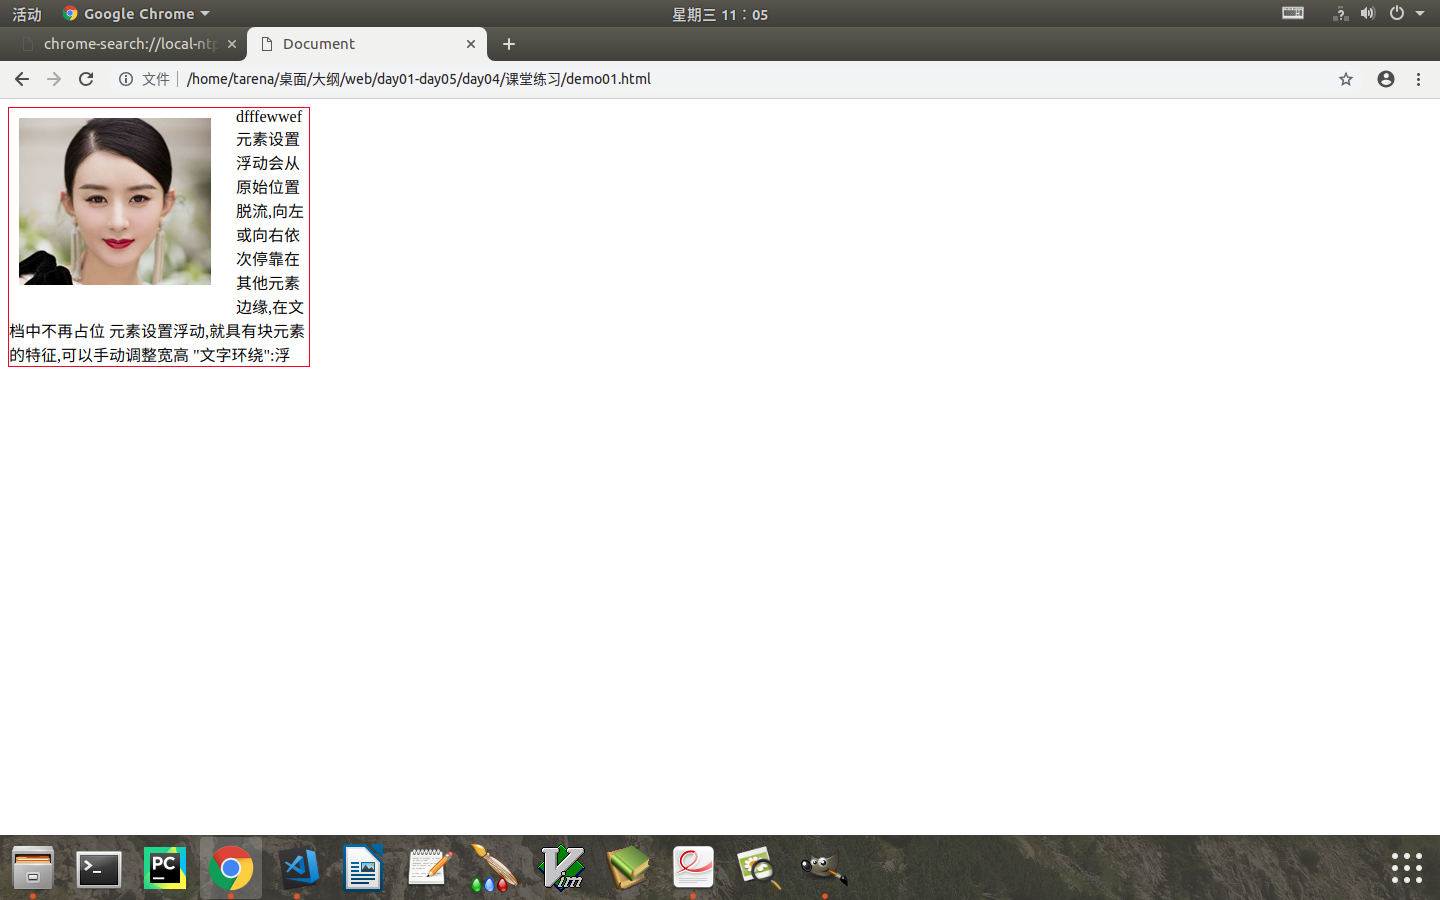 活动
Google Chrome
星期三 11：05
chrome-search://local-ntp
Document
文件
/home/tarena/桌面/大纲/web/day01-day05/day04/课堂练习/demo01.html
dfffewwef
元素设置
浮动会从
原始位置
脱流,向左
或向右依
次停靠在
其他元素
边缘,在文
档中不再占位 元素设置浮动,就具有块元素
的特征,可以手动调整宽高 "文字环绕":浮
PC
Vim